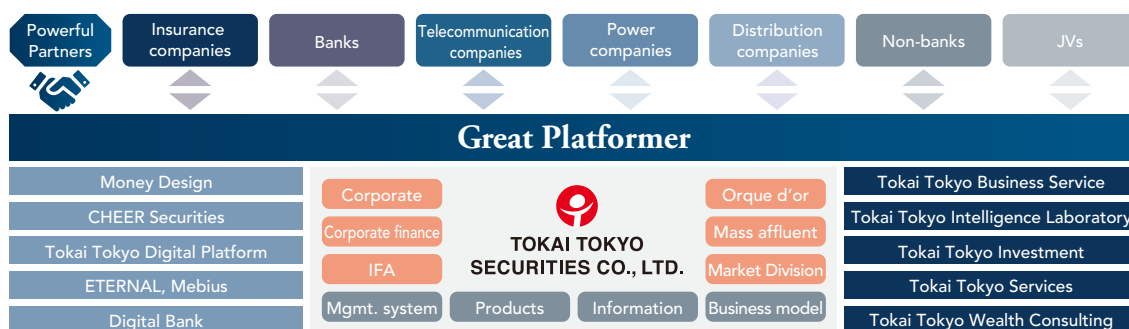 Powerful
Partners
Insurance
companies
Banks
Telecommunication
companies
Power
companies
Distribution
companies
Non-banks
JVs
Great Platformer
Money Design
CHEER Securities
Tokai Tokyo Digital Platform
ETERNAL, Mebius
Digital Bank
Corporate
Corporate finance
IFA
TOKAI TOKYO
SECURITIES CO., LTD.
Orque d'or
Mass affluent
Market Division
Mgmt. system
Products
Information
Business model
Tokai Tokyo Business Service
Tokai Tokyo Intelligence Laboratory
Tokai Tokyo Investment
Tokai Tokyo Services
Tokai Tokyo Wealth Consulting